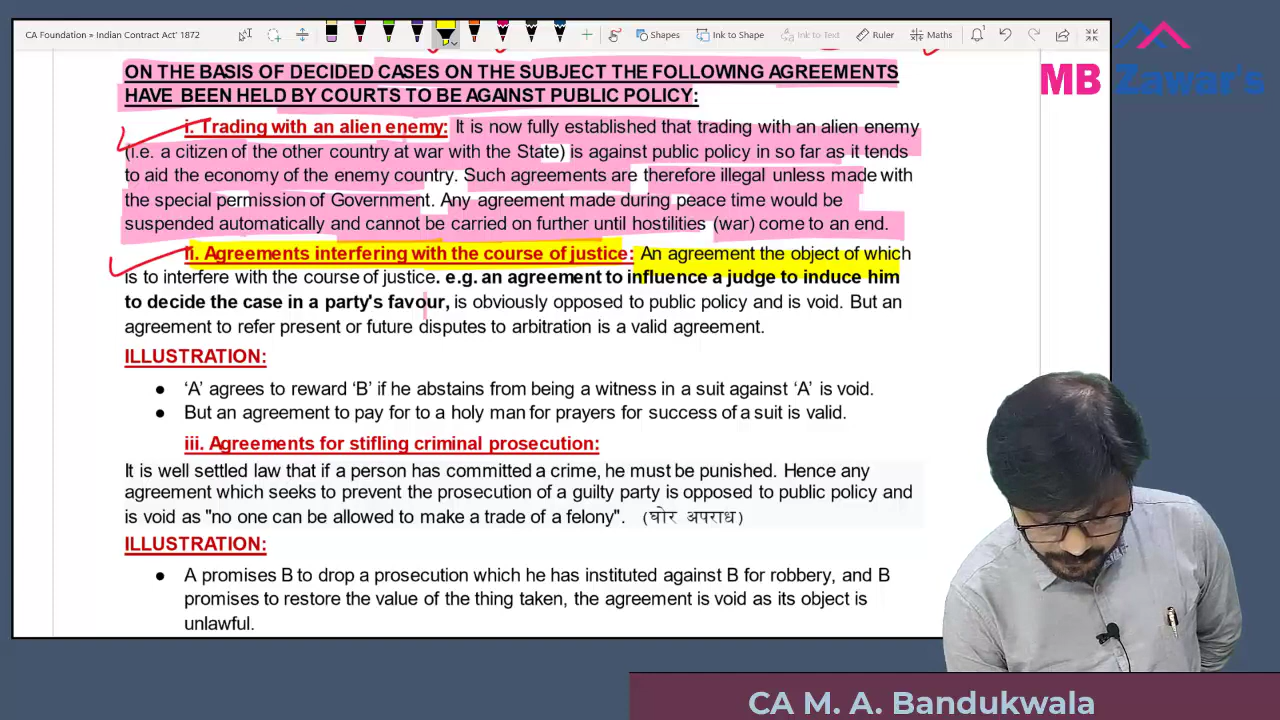 CA Foundation » Indian Contract Act' 1872
Shapes
Ink to Shape
Ink to Text
Ruler
Maths
MB Zawar's
ON THE BASIS OF DECIDED CASES ON THE SUBJECT THE FOLLOWING AGREEMENTS
HAVE BEEN HELD BY COURTS TO BE AGAINST PUBLIC POLICY:
i. Trading with an alien enemy: It is now fully established that trading with an alien enemy
(i.e. a citizen of the other country at war with the State) is against public policy in so far as it tends
to aid the economy of the enemy country. Such agreements are therefore illegal unless made with
the special permission of Government. Any agreement made during peace time would be
suspended automatically and cannot be carried on further until hostilities (war) come to an end.
ii. Agreements interfering with the course of justice: An agreement the object of which
is to interfere with the course of justice. e.g. an agreement to influence a judge to induce him
to decide the case in a party's favour, is obviously opposed to public policy and is void. But an
agreement to refer present or future disputes to arbitration is a valid agreement.
ILLUSTRATION:
● ‘A’ agrees to reward ‘B’ if he abstains from being a witness in a suit against ‘A’ is void.
● But an agreement to pay for to a holy man for prayers for success of a suit is valid.
iii. Agreements for stifling criminal prosecution:
It is well settled law that if a person has committed a crime, he must be punished. Hence any
agreement which seeks to prevent the prosecution of a guilty party is opposed to public policy and
is void as "no one can be allowed to make a trade of a felony". (घोर अपराध)
ILLUSTRATION:
● A promises B to drop a prosecution which he has instituted against B for robbery, and B
promises to restore the value of the thing taken, the agreement is void as its object is
unlawful.
CA M. A. Bandukwala